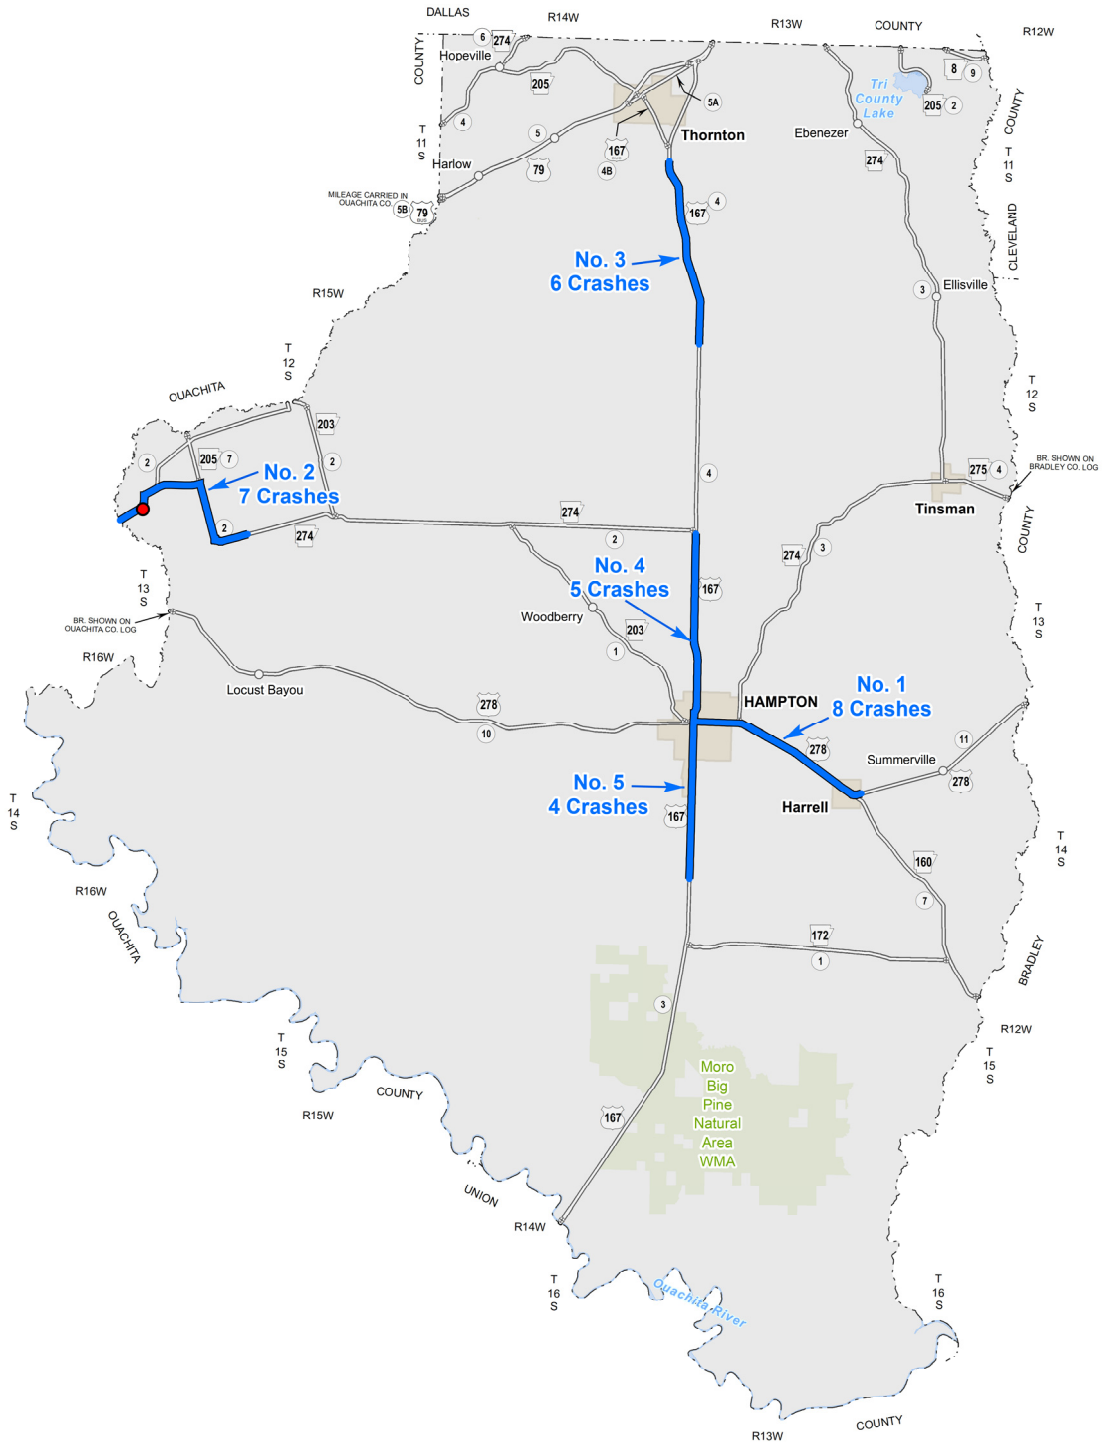 DALLAS
R14W
R13W
COUNTY
R12W
6
274
COUNTY
Hopeville
205
8
9
Tri
County
Lake
205
2
5A
COUNTY
4
5
Thornton
Ebenezer
T
11
S
T
11
S
167
BUS
274
Harlow
79
4B
MILEAGE CARRIED IN
OUACHITA CO.
5B
79
BUS
4
167
CLEVELAND
No. 3
6 Crashes
3
Ellisville
R15W
T
12
S
T
12
S
OUACHITA
203
2
205
7
2
No. 2
7 Crashes
4
275
4
BR. SHOWN ON
BRADLEY CO. LOG
Tinsman
2
274
274
2
COUNTY
274
3
T
13
S
No. 4
5 Crashes
167
BR. SHOWN ON
OUACHITA CO. LOG
Woodberry
203
1
T
13
S
R16W
Locust Bayou
278
10
HAMPTON
No. 1
8 Crashes
278
11
Summerville
278
No. 5
4 Crashes
167
Harrell
T
14
S
T
14
S
160
7
R16W
OUACHITA
172
1
BRADLEY
3
R12W
T
15
S
T
15
S
COUNTY
R15W
Moro
Big
Pine
Natural
Area
WMA
167
UNION
R14W
T
16
S
T
16
S
Ouachita River
COUNTY
R13W